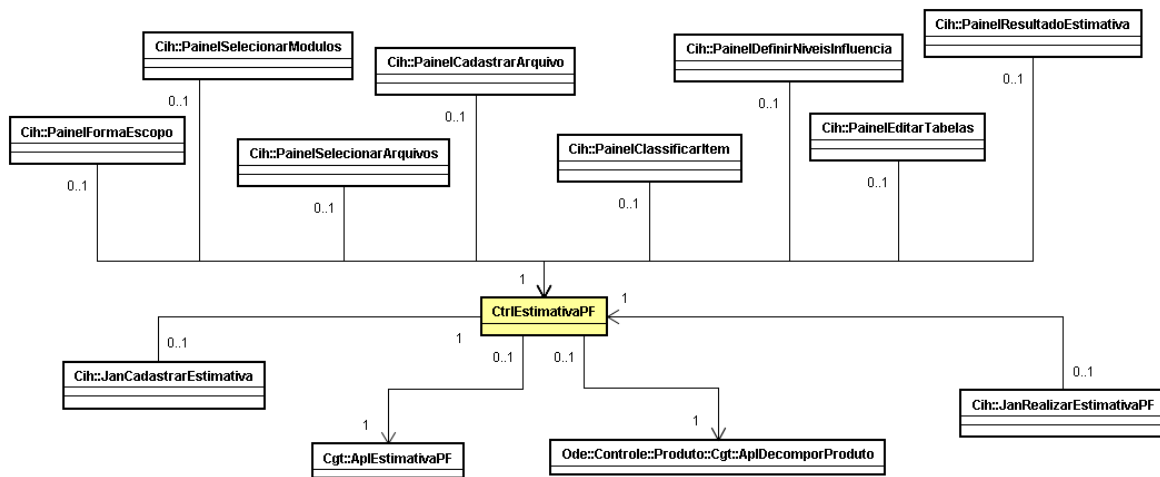 Cih::PainelResultadoEstimativa
Cih::PainelSelecionarModulos
Cih::PainelDefinirNiveisInfluencia
Cih::PainelCadastrarArquivo
0..1
0..1
0..1
0..1
Cih::PainelFormaEscopo
Cih::PainelEditarTabelas
Cih::PainelSelecionarArquivos
Cih::PainelClassificarItem
0..1
0..1
0..1
0..1
1
CtrlEstimativaPF
1
1
0..1
0..1
0..1
Cih::JanCadastrarEstimativa
0..1
Cih::JanRealizarEstimativaPF
1
1
Cgt::AplEstimativaPF
Ode::Controle::Produto::Cgt::AplDecomporProduto